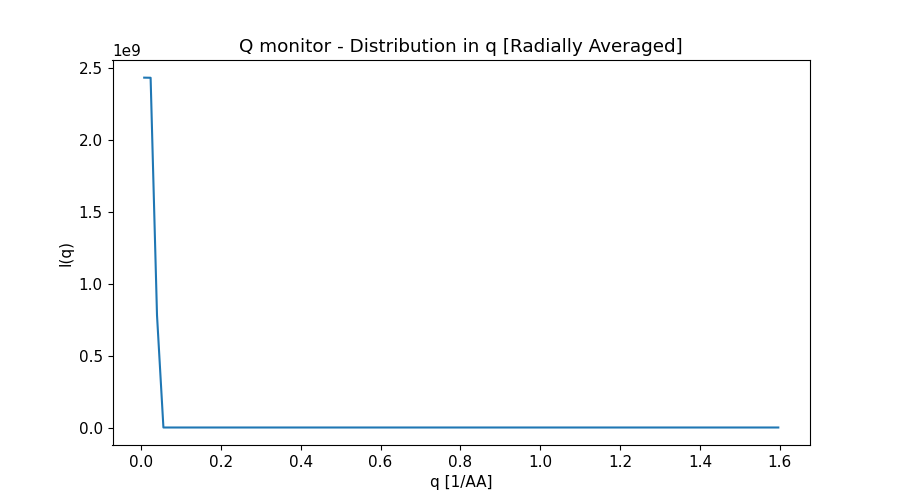 Q monitor - Distribution in q [Radially Averaged]
1e9
2.5
2.0
1.5
1.0
0.5
0.0
I(q)
0.0 0.2 0.4 0.6 0.8 1.0 1.2 1.4 1.6
q [1/AA]